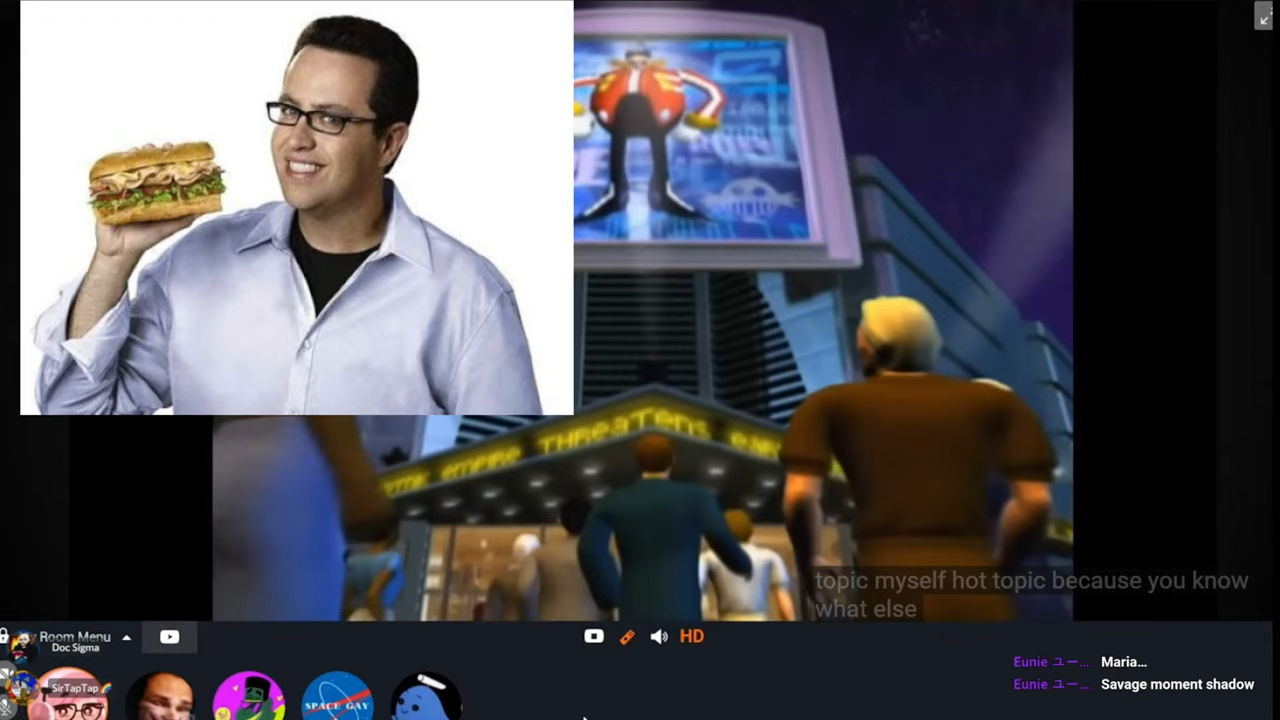 THREATENS
EMPIRE
topic myself hot topic because you know
what else
Room Menu
HD
Doc Sigma
SirTapTap
SPACE GAY
Eunie ユー… Maria…
Eunie ユー… Savage moment shadow